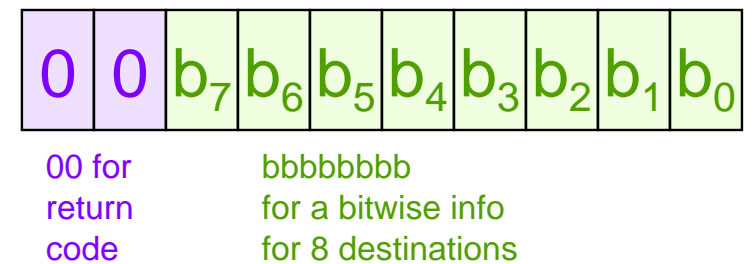 0 0 b₇ b₆ b₅ b₄ b₃ b₂ b₁ b₀
00 for bbbbbbbb
return for a bitwise info
code for 8 destinations